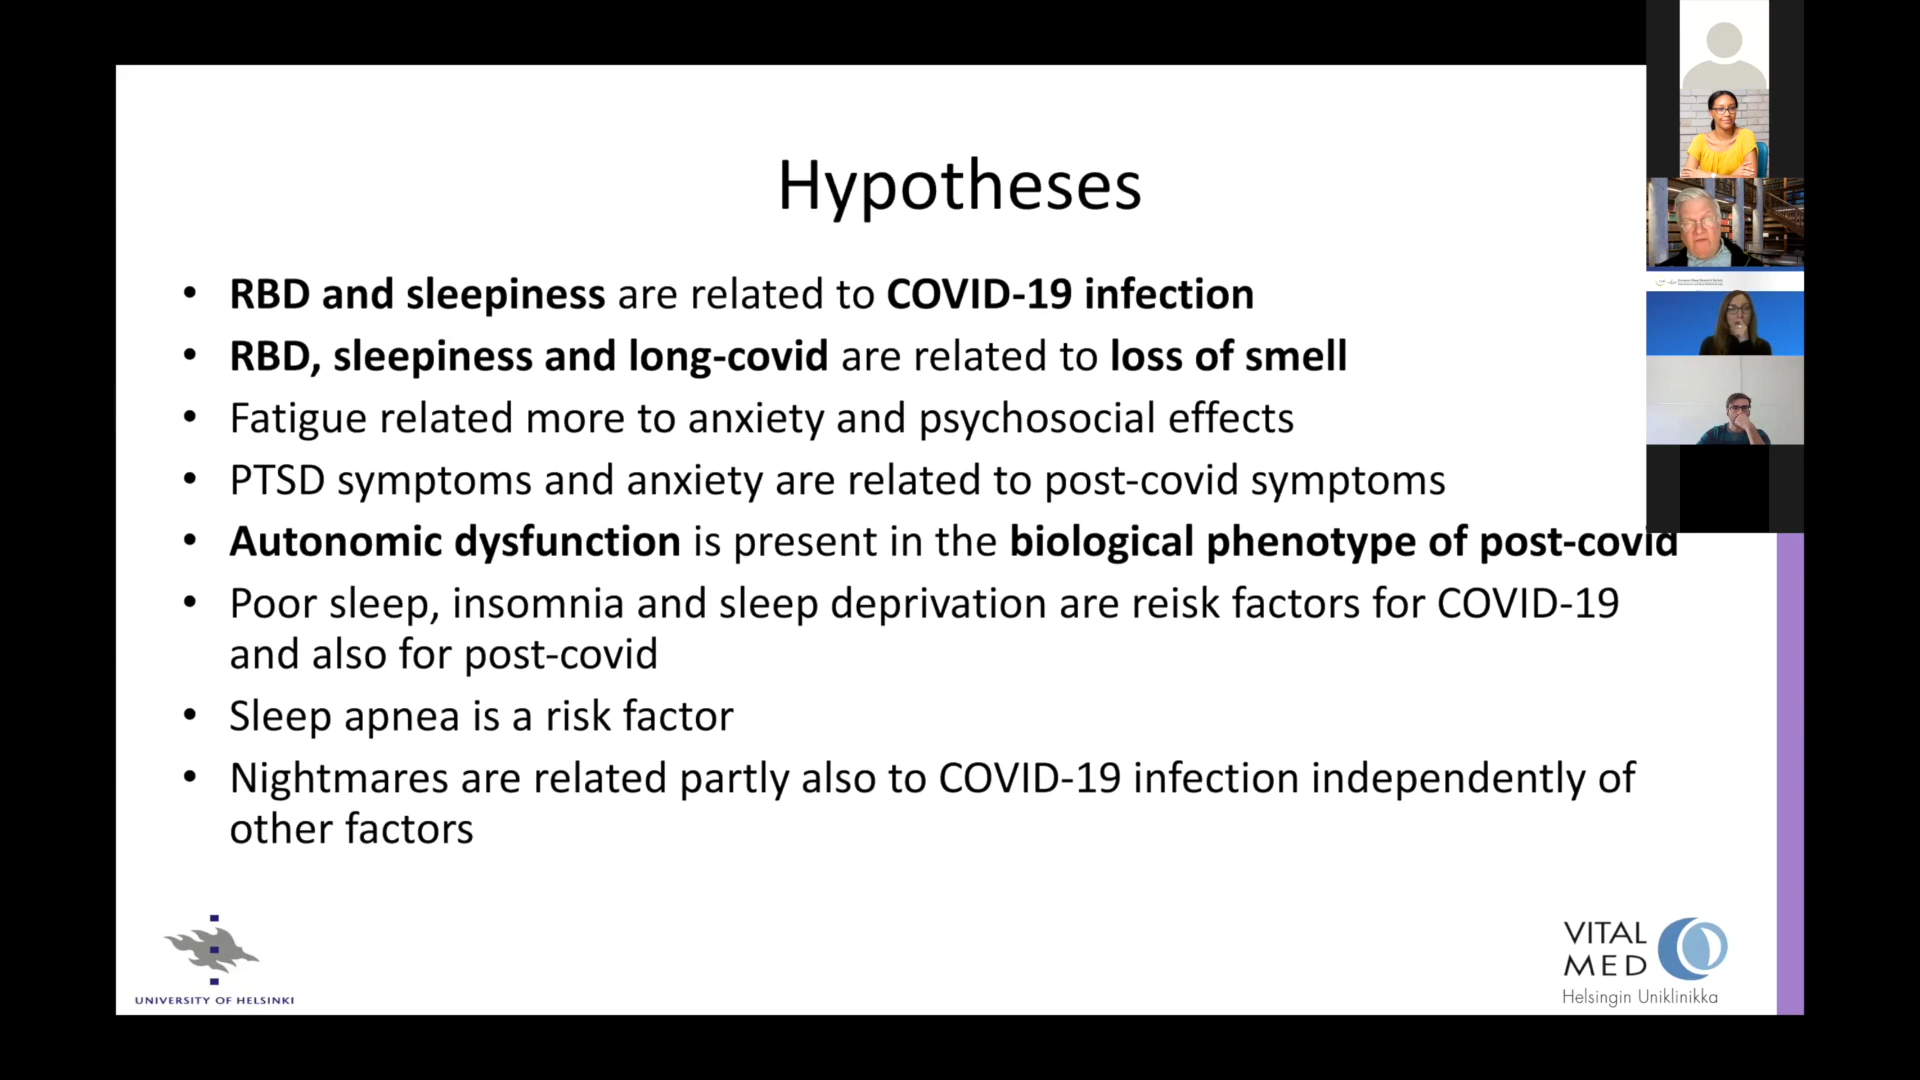 Hypotheses
• RBD and sleepiness are related to COVID-19 infection
• RBD, sleepiness and long-covid are related to loss of smell
• Fatigue related more to anxiety and psychosocial effects
• PTSD symptoms and anxiety are related to post-covid symptoms
• Autonomic dysfunction is present in the biological phenotype of post-covid
• Poor sleep, insomnia and sleep deprivation are reisk factors for COVID-19
and also for post-covid
• Sleep apnea is a risk factor
• Nightmares are related partly also to COVID-19 infection independently of
other factors
UNIVERSITY OF HELSINKI
VITAL
MED
Helsingin Uniklinikka